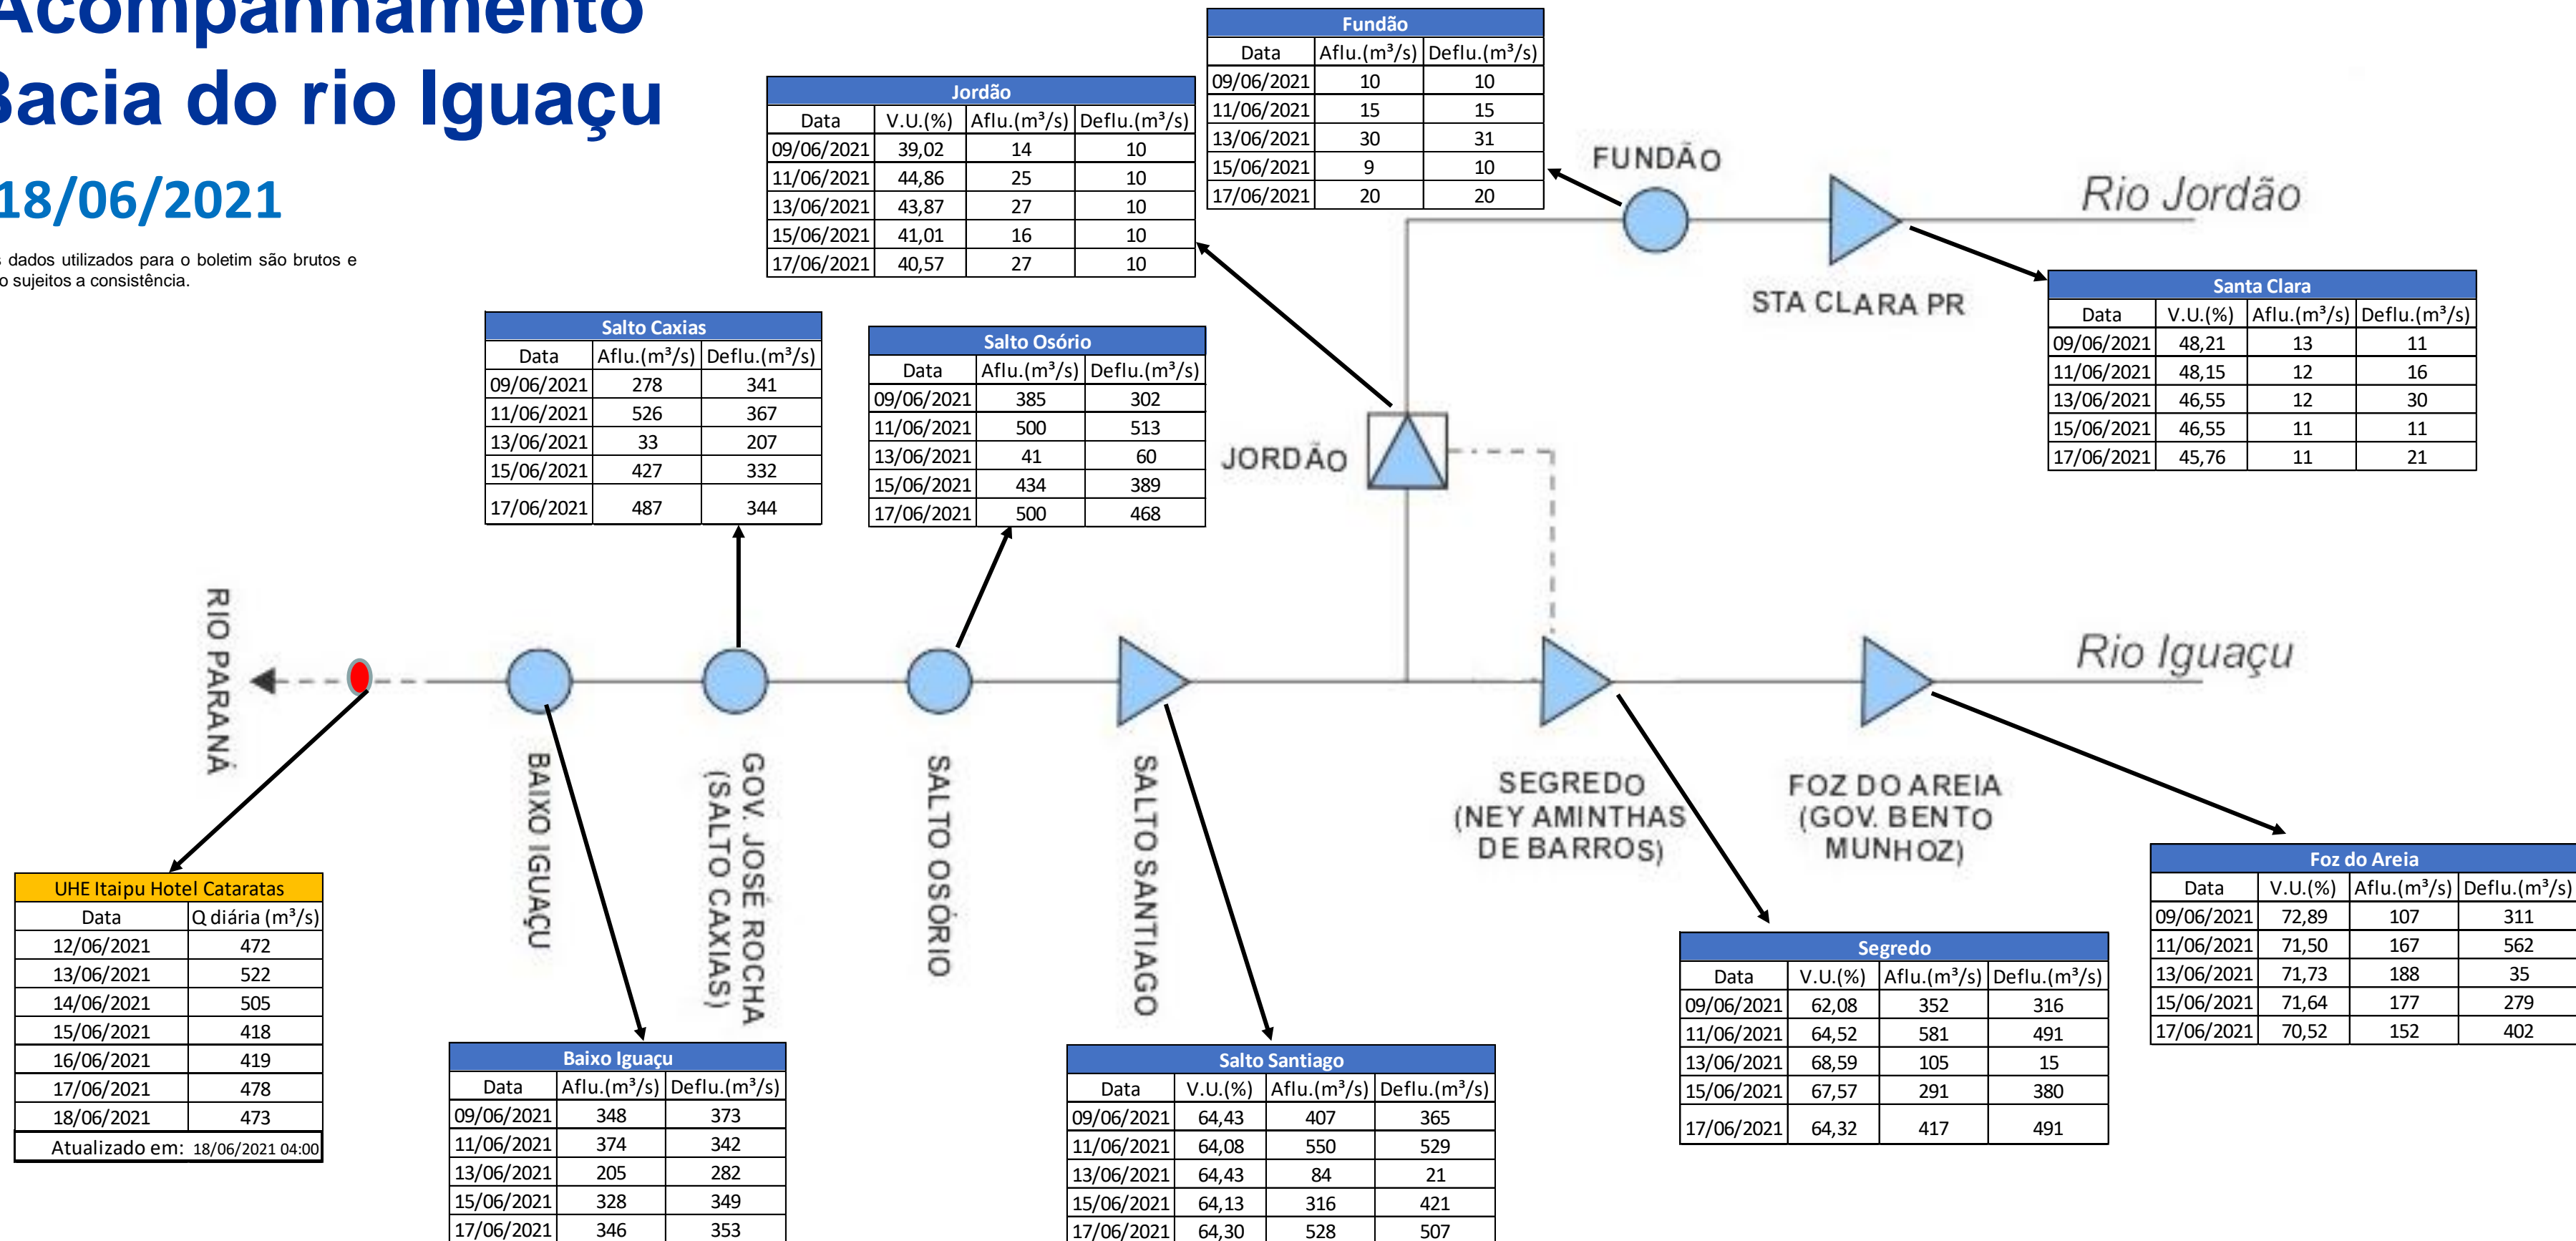 Acompanhamento
Bacia do rio Iguaçu
18/06/2021
s dados utilizados para o boletim são brutos e
o sujeitos a consistência.
Fundão
Data Aflu.(m³/s) Deflu.(m³/s)
09/06/2021 10 10
11/06/2021 15 15
13/06/2021 30 31
15/06/2021 9 10
17/06/2021 20 20
Jordão
Data V.U.(%) Aflu.(m³/s) Deflu.(m³/s)
09/06/2021 39,02 14 10
11/06/2021 44,86 25 10
13/06/2021 43,87 27 10
15/06/2021 41,01 16 10
17/06/2021 40,57 27 10
FUNDÃO
STA CLARA PR
Rio Jordão
Santa Clara
Data V.U.(%) Aflu.(m³/s) Deflu.(m³/s)
09/06/2021 48,21 13 11
11/06/2021 48,15 12 16
13/06/2021 46,55 12 30
15/06/2021 46,55 11 11
17/06/2021 45,76 11 21
Salto Caxias
Data Aflu.(m³/s) Deflu.(m³/s)
09/06/2021 278 341
11/06/2021 526 367
13/06/2021 33 207
15/06/2021 427 332
17/06/2021 487 344
Salto Osório
Data Aflu.(m³/s) Deflu.(m³/s)
09/06/2021 385 302
11/06/2021 500 513
13/06/2021 41 60
15/06/2021 434 389
17/06/2021 500 468
JORDÃO
RIO PARANÁ
Rio Iguaçu
BAIXO IGUAÇU
GOV. JOSÉ ROCHA
(SALTO CAXIAS)
SALTO OSÓRIO
SALTO SANTIAGO
SEGREDO
(NEY AMINTHAS
DE BARROS)
FOZ DO AREIA
(GOV. BENTO
MUNHOZ)
UHE Itaipu Hotel Cataratas
Data Q diária (m³/s)
12/06/2021 472
13/06/2021 522
14/06/2021 505
15/06/2021 418
16/06/2021 419
17/06/2021 478
18/06/2021 473
Atualizado em: 18/06/2021 04:00
Baixo Iguaçu
Data Aflu.(m³/s) Deflu.(m³/s)
09/06/2021 348 373
11/06/2021 374 342
13/06/2021 205 282
15/06/2021 328 349
17/06/2021 346 353
Salto Santiago
Data V.U.(%) Aflu.(m³/s) Deflu.(m³/s)
09/06/2021 64,43 407 365
11/06/2021 64,08 550 529
13/06/2021 64,43 84 21
15/06/2021 64,13 316 421
17/06/2021 64,30 528 507
Segredo
Data V.U.(%) Aflu.(m³/s) Deflu.(m³/s)
09/06/2021 62,08 352 316
11/06/2021 64,52 581 491
13/06/2021 68,59 105 15
15/06/2021 67,57 291 380
17/06/2021 64,32 417 491
Foz do Areia
Data V.U.(%) Aflu.(m³/s) Deflu.(m³/s)
09/06/2021 72,89 107 311
11/06/2021 71,50 167 562
13/06/2021 71,73 188 35
15/06/2021 71,64 177 279
17/06/2021 70,52 152 402